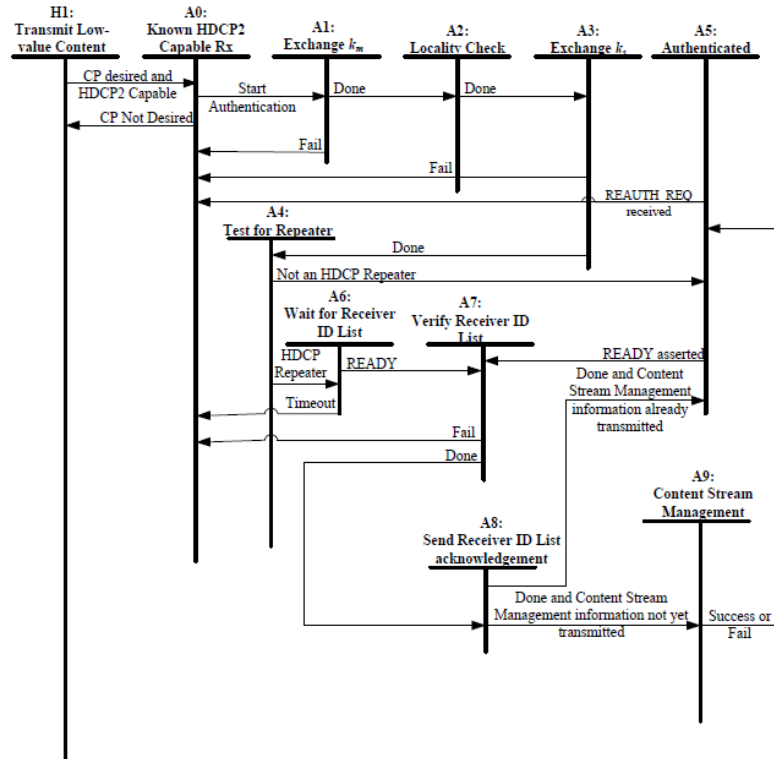 H1:
Transmit Low-
value Content
A0:
Known HDCP2
Capable Rx
A1:
Exchange km
A2:
Locality Check
A3:
Exchange ks
A5:
Authenticated
CP desired and
HDCP2 Capable
Start
Authentication
Done
Done
CP Not Desired
Fail
Fail
REAUTH_REQ
received
A4:
Test for Repeater
Done
Not an HDCP Repeater
A6:
Wait for Receiver
ID List
A7:
Verify Receiver ID
List
HDCP
Repeater
READY
READY asserted
Done and Content
Stream Management
information already
transmitted
Timeout
Fail
Done
A9:
Content Stream
Management
A8:
Send Receiver ID List
acknowledgement
Done and Content Stream
Management information not yet
transmitted
Success or
Fail